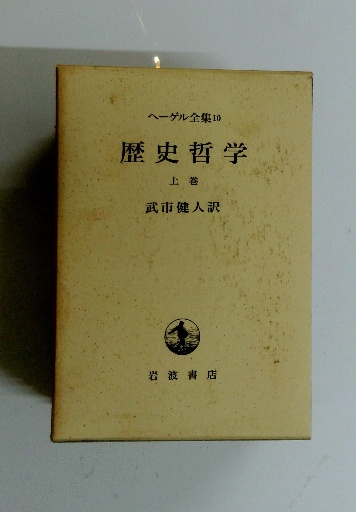 ヘーゲル全集10
歴史哲学
上巻
武市健人訳
岩波書店